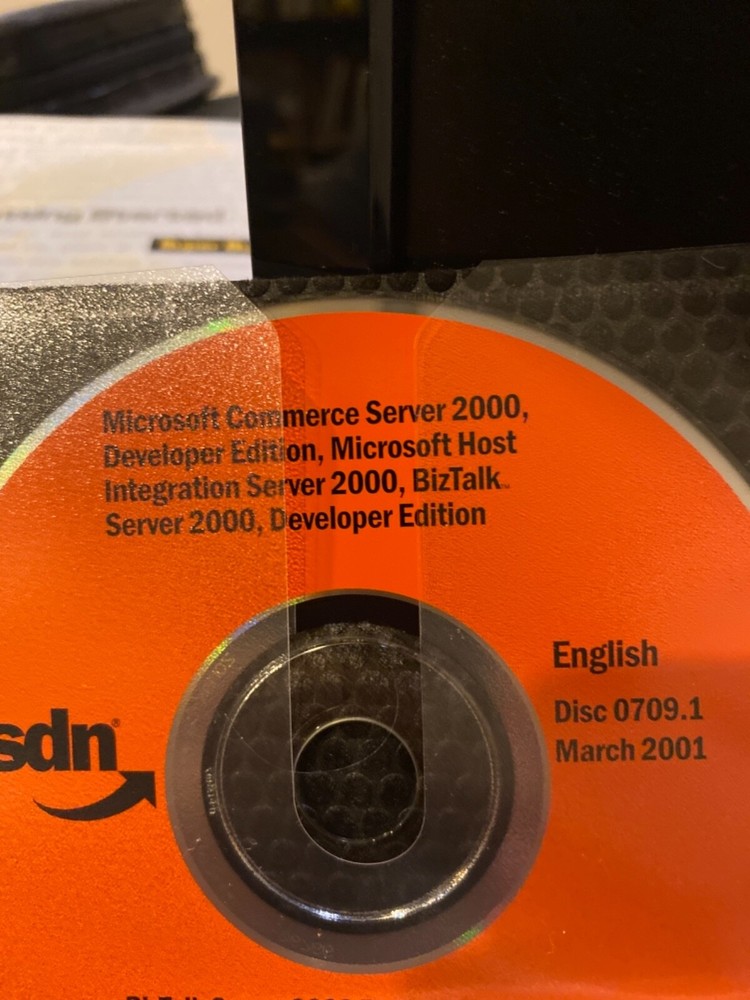 Microsoft Commerce Server 2000,
Developer Edition, Microsoft Host
Integration Server 2000, BizTalk™
Server 2000, Developer Edition
English
Disc 0709.1
March 2001
sdn®